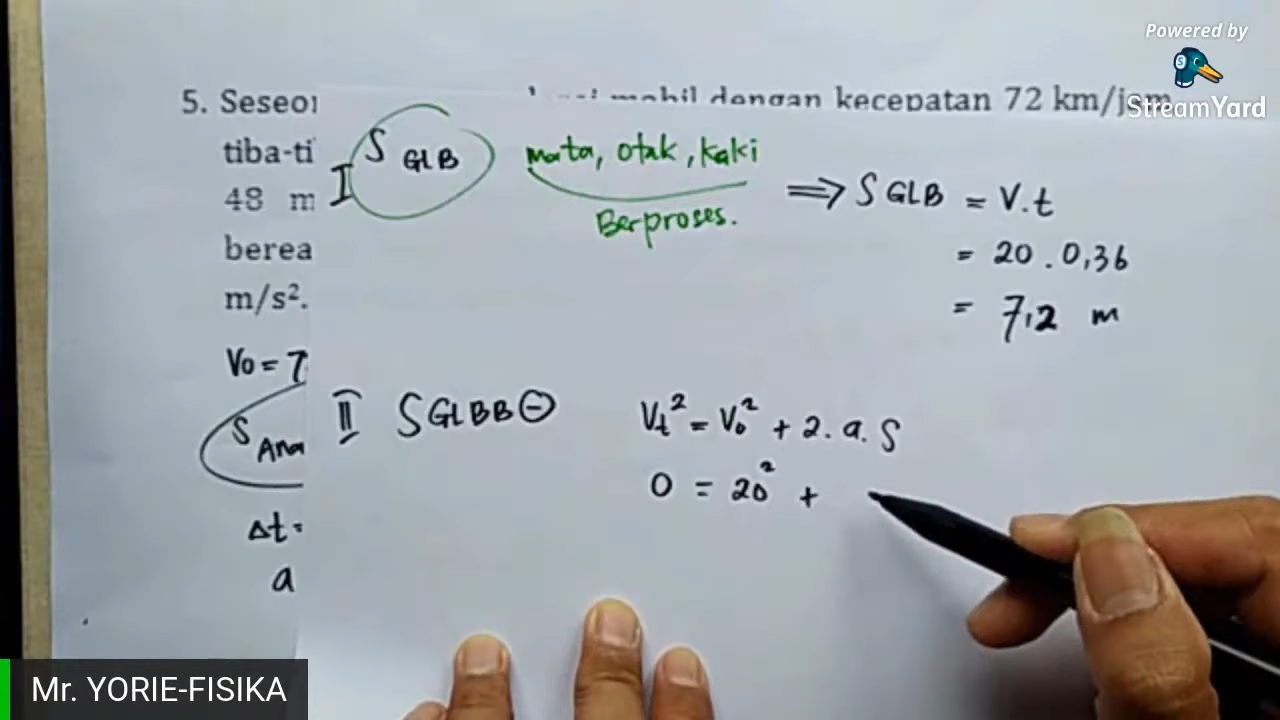 Powered by
StreamYard
5. Seseor mobil dengan kecepatan 72 km/jam
tiba-ti
48 m
berea
m/s².
I S GLB
mata, otak, kaki
Berproses.
⇒ S GLB = V.t
= 20 . 0,36
= 7,2 m
Vo = 7
S Ana
Δt =
a
II S GLBB ⊖
Vt² = Vo² + 2. a. S
0 = 20² +
Mr. YORIE-FISIKA